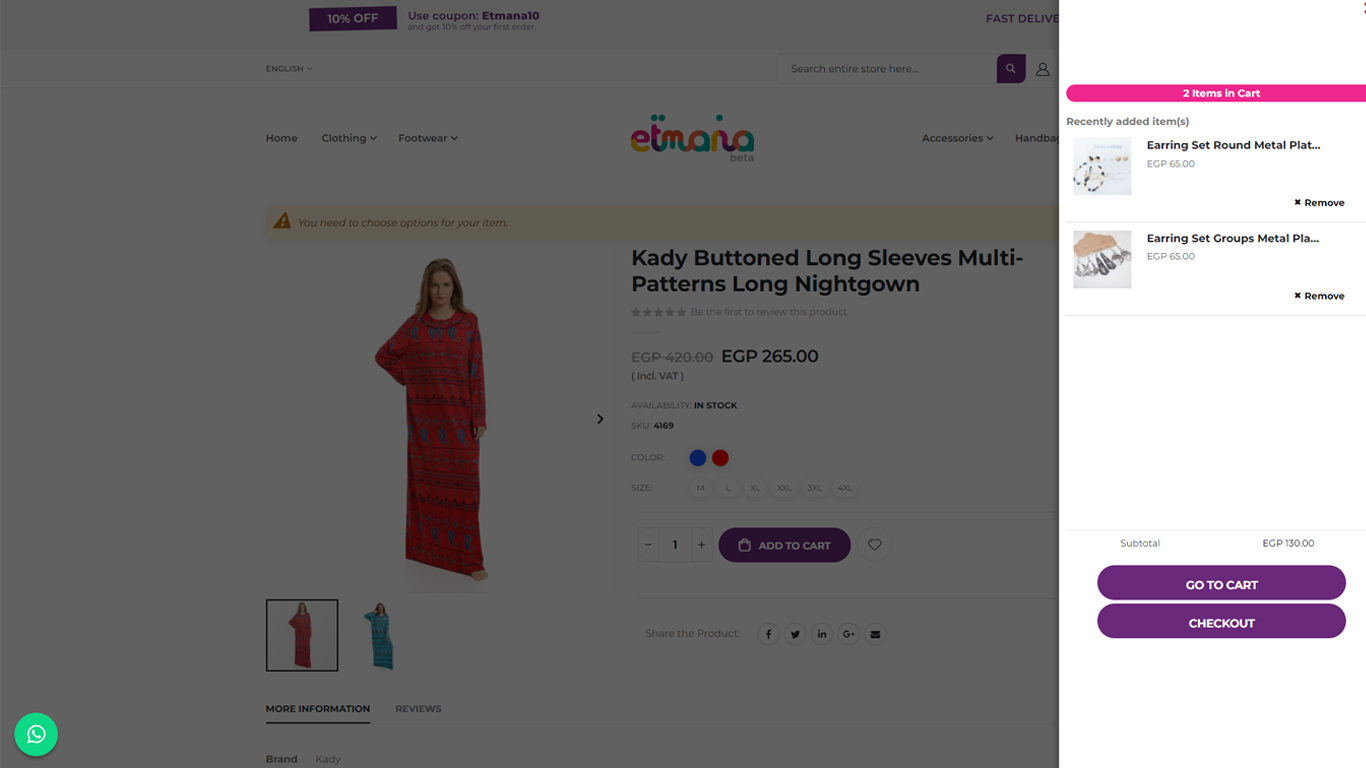 10% OFF
Use coupon: Etmana10
and get 10% off your first order.
FAST DELIVE
ENGLISH
Search entire store here...
Home
Clothing
Footwear
etmana
beta
Accessories
Handba
You need to choose options for your item.
Kady Buttoned Long Sleeves Multi-
Patterns Long Nightgown
Be the first to review this product
EGP 420.00 EGP 265.00
( Incl. VAT )
AVAILABILITY: IN STOCK
SKU: 4169
COLOR:
SIZE: M L XL XXL 3XL 4XL
− 1 + ADD TO CART
Share the Product:
MORE INFORMATION REVIEWS
Brand Kady
2 Items in Cart
Recently added item(s)
Earring Set Round Metal Plat...
EGP 65.00
✖ Remove
Earring Set Groups Metal Pla...
EGP 65.00
✖ Remove
Subtotal EGP 130.00
GO TO CART
CHECKOUT